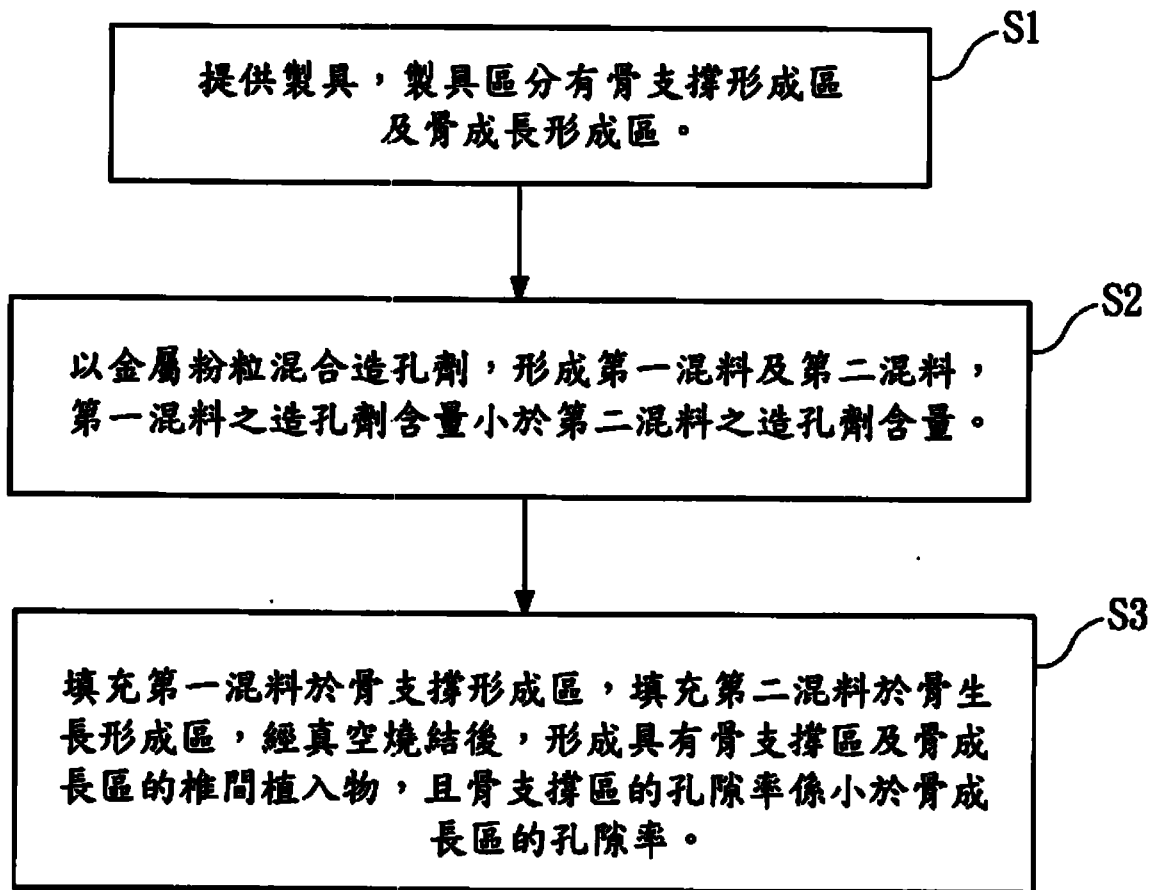 S1
提供製具，製具區分有骨支撐形成區
及骨成長形成區。
S2
以金屬粉粒混合造孔劑，形成第一混料及第二混料，
第一混料之造孔劑含量小於第二混料之造孔劑含量。
S3
填充第一混料於骨支撐形成區，填充第二混料於骨生
長形成區，經真空燒結後，形成具有骨支撐區及骨成
長區的椎間植入物，且骨支撐區的孔隙率係小於骨成
長區的孔隙率。